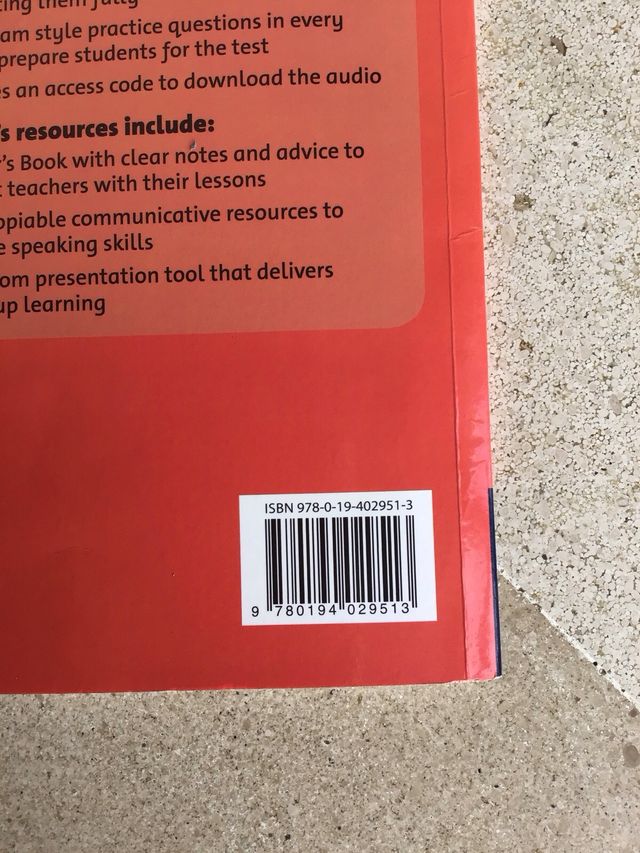 them fully
am style practice questions in every
prepare students for the test
s an access code to download the audio
's resources include:
's Book with clear notes and advice to
t teachers with their lessons
opiable communicative resources to
e speaking skills
om presentation tool that delivers
up learning
ISBN 978-0-19-402951-3
9 780194 029513